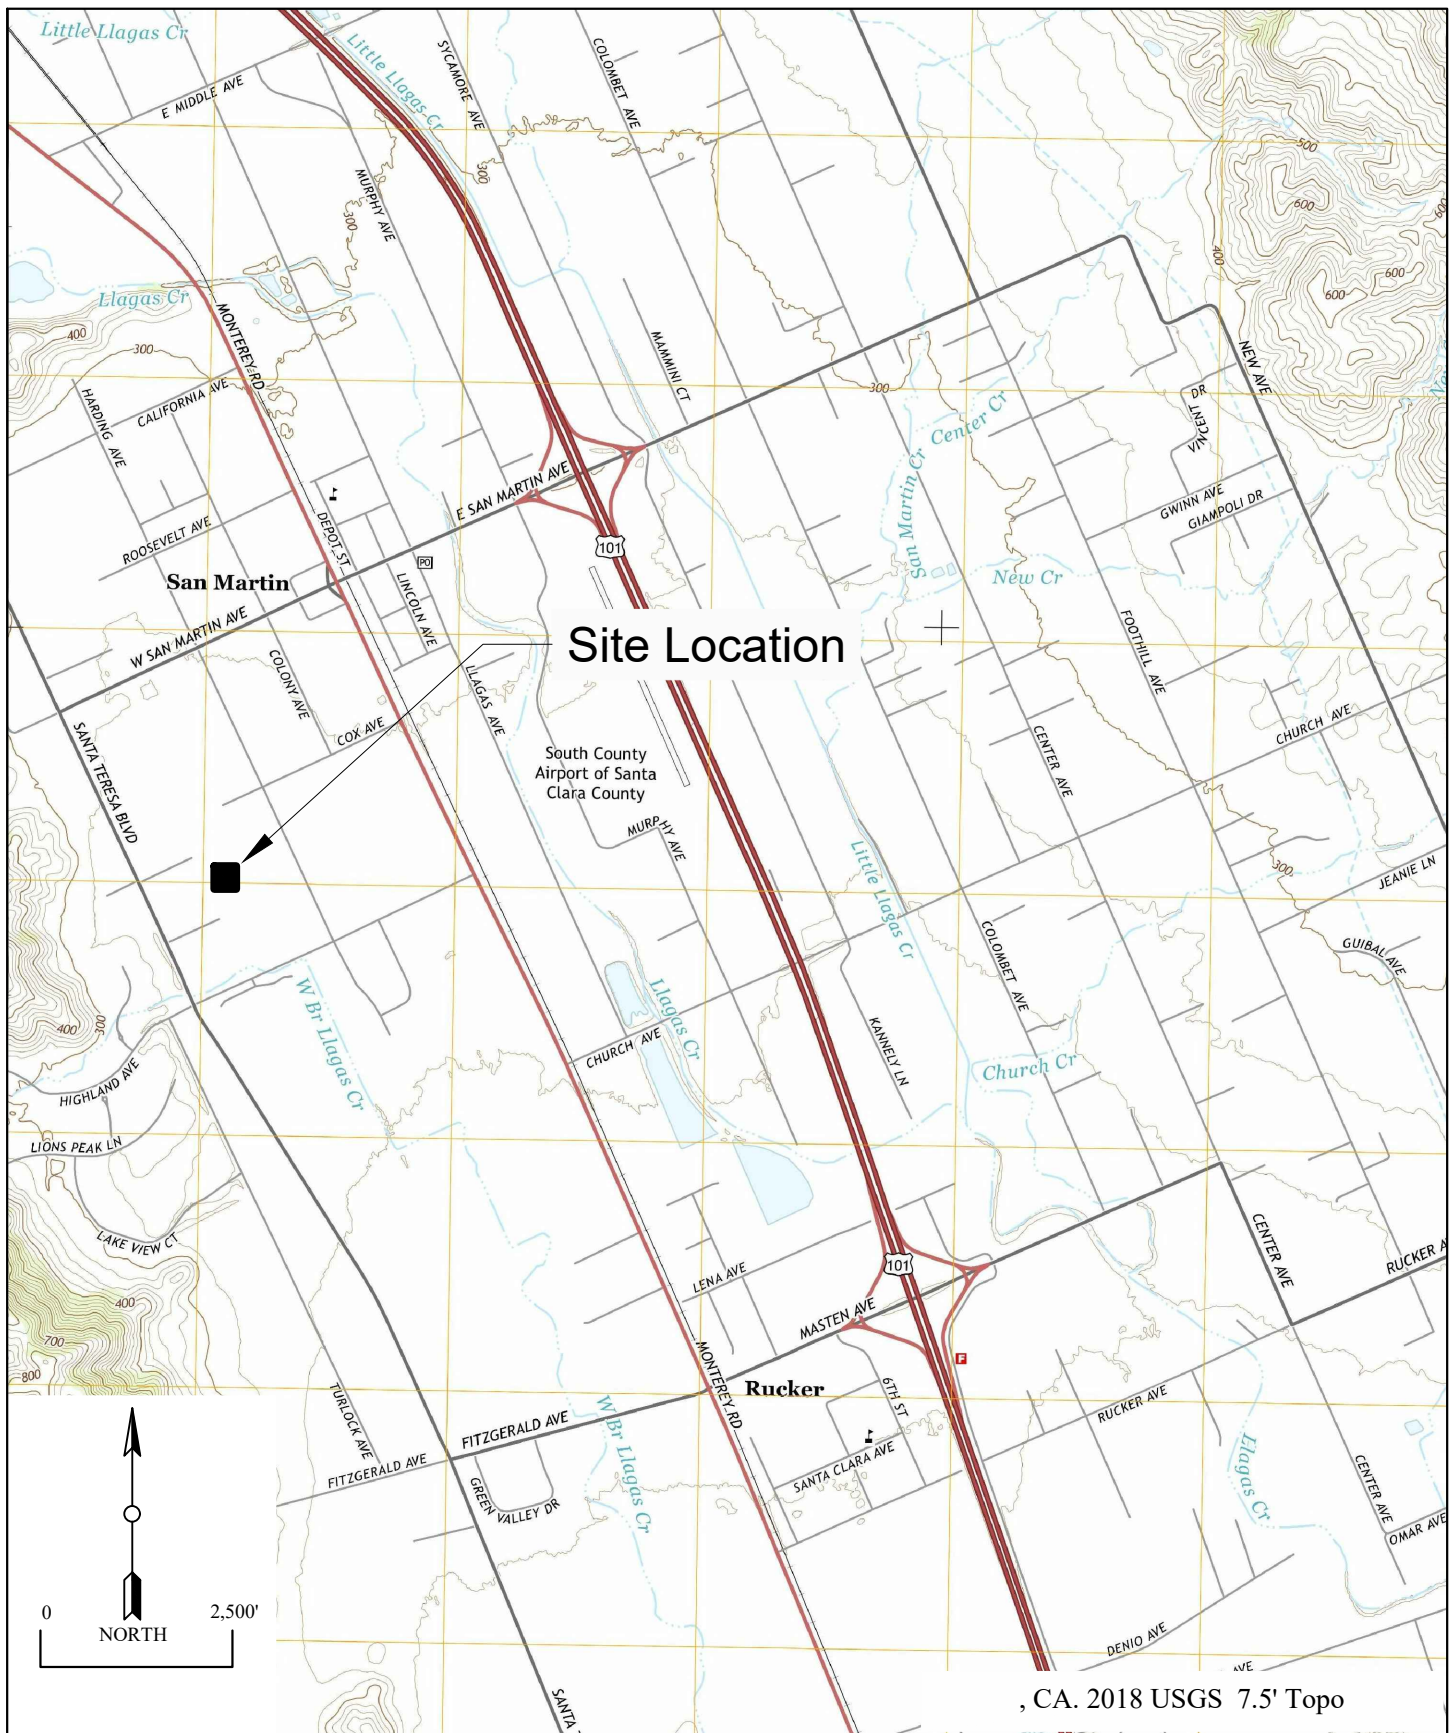 Little Llagas Cr
E MIDDLE AVE
Little Llagas Cr
SYCAMORE AVE
COLOMBET AVE
300
MURPHY AVE
300
500
600
600
400
600
600
Llagas Cr
400
300
MONTEREY RD
HARDING AVE
CALIFORNIA AVE
MAMMINI CT
300
NEW AVE
VINCENT DR
Center Cr
San Martin Cr
E SAN MARTIN AVE
GWINN AVE
GIAMPOLI DR
ROOSEVELT AVE
DEPOT ST
101
PO
San Martin
LINCOLN AVE
New Cr
W SAN MARTIN AVE
Site Location
FOOTHILL AVE
COLONY AVE
LLAGAS AVE
COX AVE
CHURCH AVE
SANTA TERESA BLVD
CENTER AVE
South County
Airport of Santa
Clara County
MURPHY AVE
Little Llagas Cr
300
JEANIE LN
COLOMBET AVE
GUIBAL AVE
W Br Llagas Cr
Llagas Cr
400
300
CHURCH AVE
KANNELY LN
Church Cr
HIGHLAND AVE
LIONS PEAK LN
LAKE VIEW CT
CENTER AVE
RUCKER A
101
LENA AVE
400
MASTEN AVE
700
800
MONTEREY RD
F
Rucker
6TH ST
RUCKER AVE
TURLOCK AVE
FITZGERALD AVE
W Br Llagas Cr
FITZGERALD AVE
SANTA CLARA AVE
Llagas Cr
CENTER AVE
GREEN VALLEY DR
OMAR AVE
0
2,500'
NORTH
DENIO AVE
AVE
SANTA
, CA. 2018 USGS 7.5' Topo